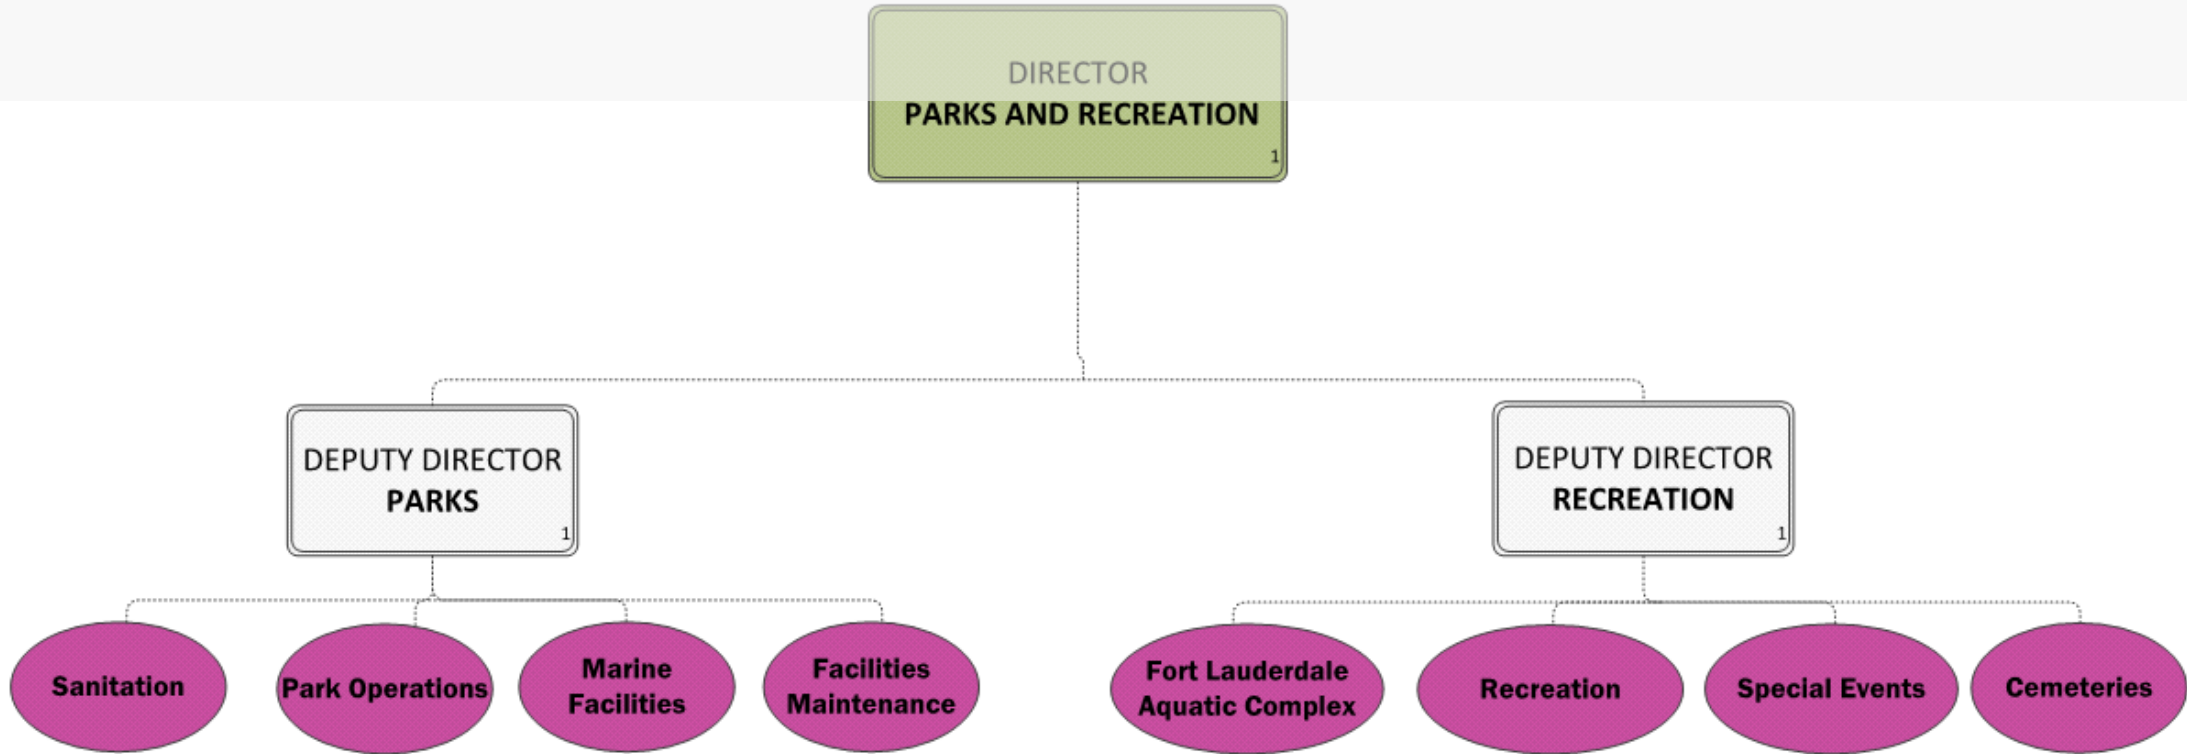 DIRECTOR
PARKS AND RECREATION
1
DEPUTY DIRECTOR
PARKS
1
DEPUTY DIRECTOR
RECREATION
1
Sanitation
Park Operations
Marine
Facilities
Facilities
Maintenance
Fort Lauderdale
Aquatic Complex
Recreation
Special Events
Cemeteries